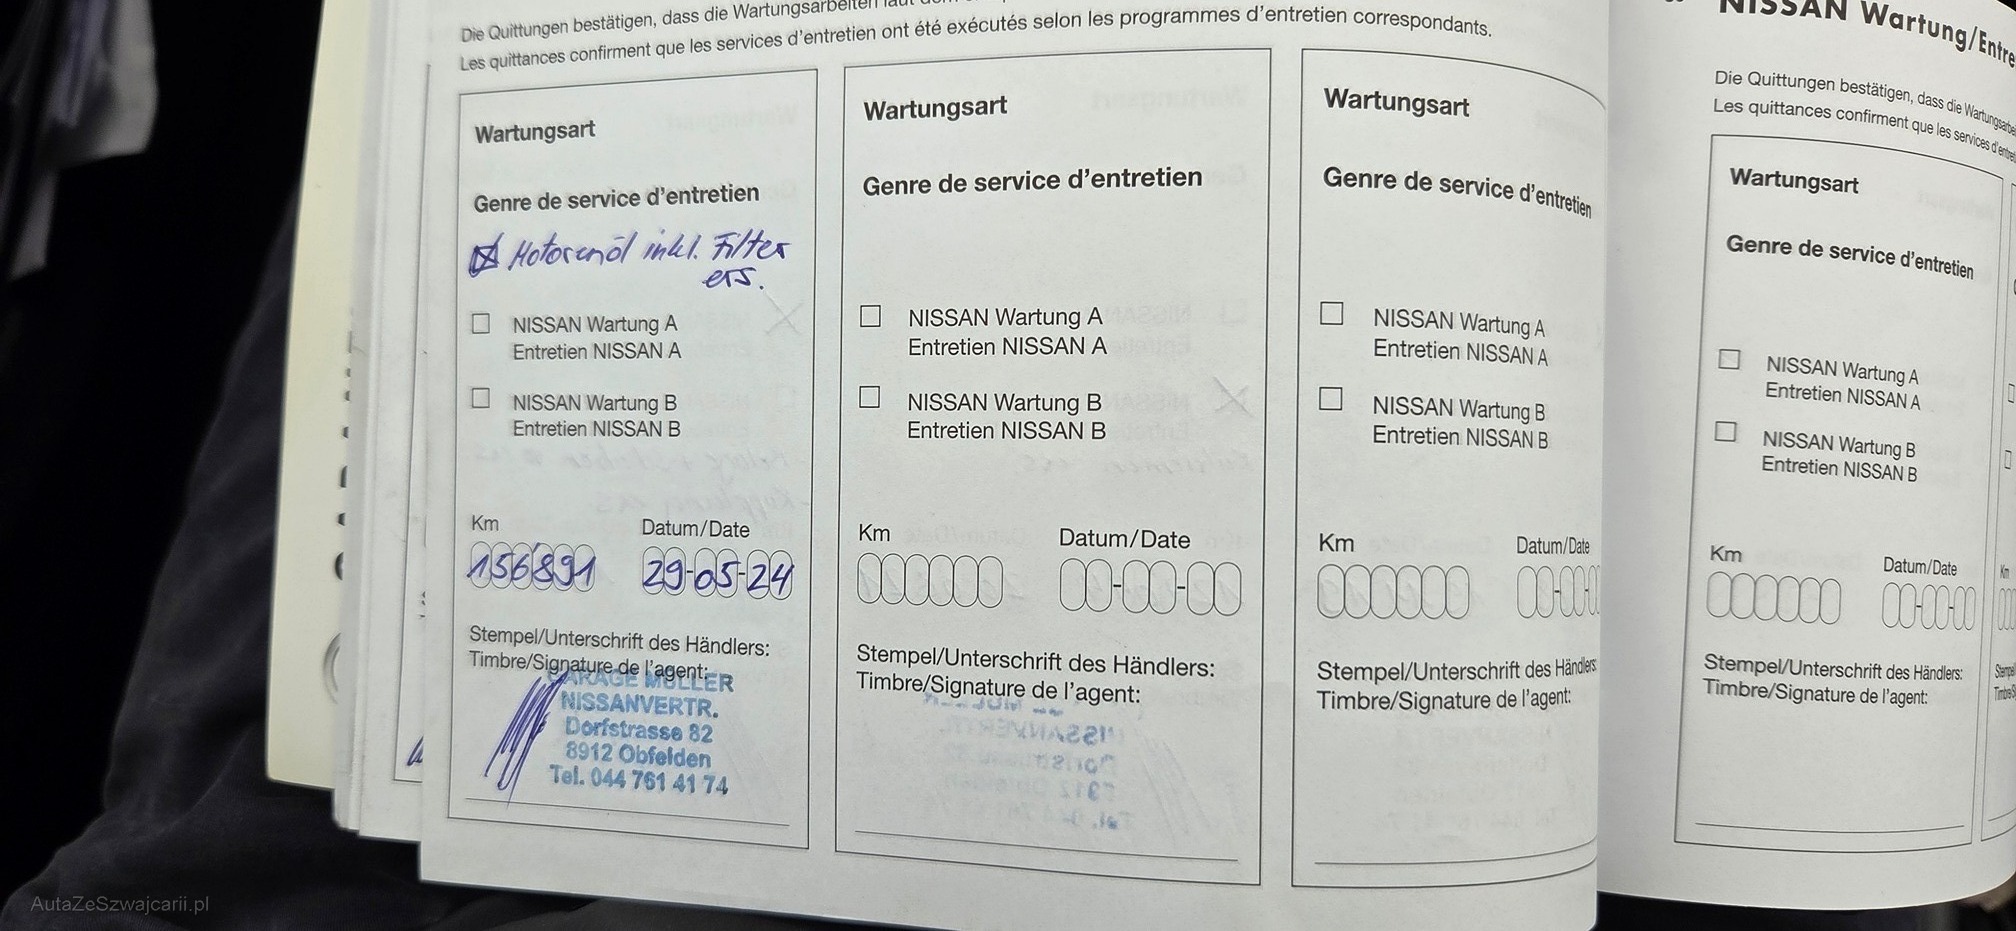 Die Quittungen bestätigen, dass die Wartungsarbeiten laut
Les quittances confirment que les services d'entretien ont été exécutés selon les programmes d'entretien correspondants.
Wartungsart
Genre de service d'entretien
Motorenöl inkl. Filter
ers.
NISSAN Wartung A
Entretien NISSAN A
NISSAN Wartung B
Entretien NISSAN B
Km
Datum/Date
156891
29-05-24
Stempel/Unterschrift des Händlers:
Timbre/Signature de l'agent:
GARAGE MÜLLER
NISSANVERTR.
Dorfstrasse 82
8912 Obfelden
Tel. 044 761 41 74
Wartungsart
Genre de service d'entretien
NISSAN Wartung A
Entretien NISSAN A
NISSAN Wartung B
Entretien NISSAN B
Km
Datum/Date
Stempel/Unterschrift des Händlers:
Timbre/Signature de l'agent:
Wartungsart
Genre de service d'entretien
NISSAN Wartung A
Entretien NISSAN A
NISSAN Wartung B
Entretien NISSAN B
Km
Datum/Date
Stempel/Unterschrift des Händlers
Timbre/Signature de l'agent:
NISSAN Wartung/Entre
Die Quittungen bestätigen, dass die Wartungsarbe
Les quittances confirment que les services d'entret
Wartungsart
Genre de service d'entretien
NISSAN Wartung A
Entretien NISSAN A
NISSAN Wartung B
Entretien NISSAN B
Km
Datum/Date
Stempel/Unterschrift des Händlers:
Timbre/Signature de l'agent:
Km
AutaZeSzwajcarii.pl